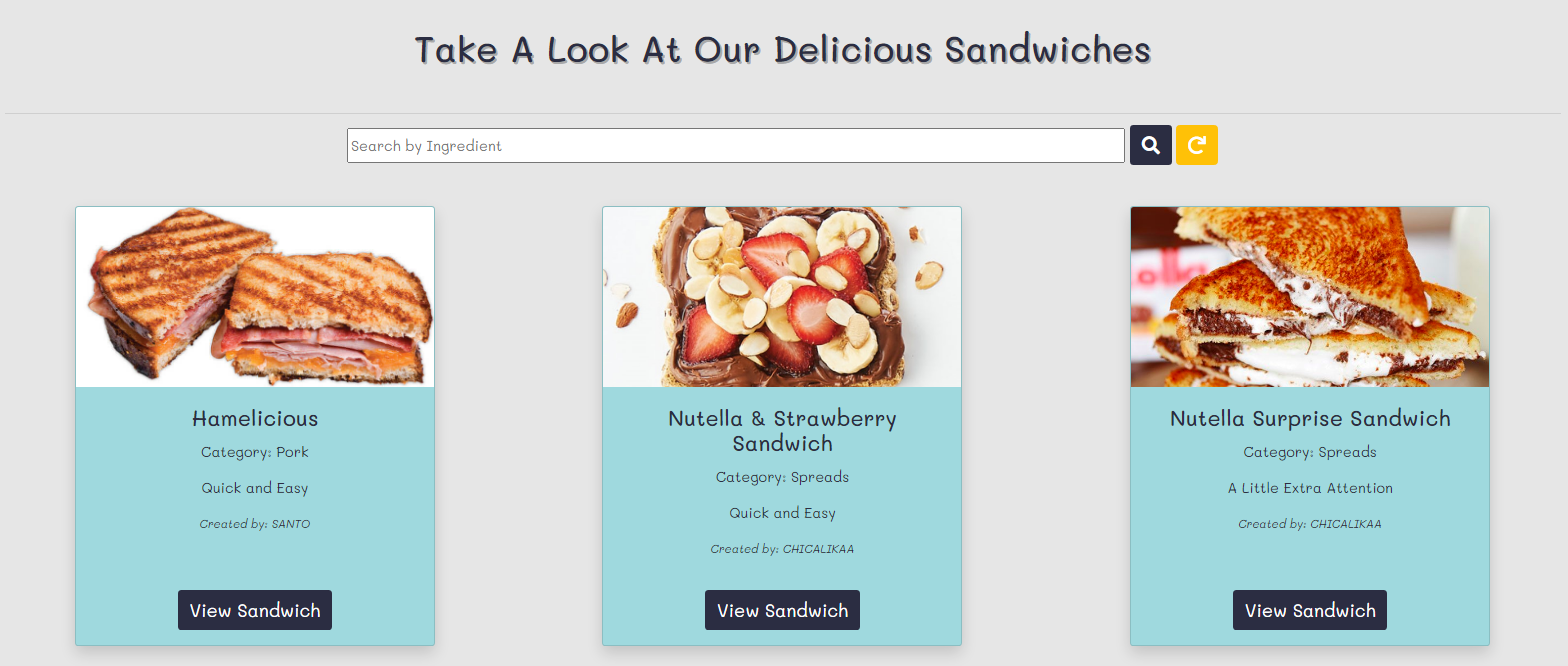 Take A Look At Our Delicious Sandwiches
Search by Ingredient
Hamelicious
Category: Pork
Quick and Easy
Created by: SANTO
View Sandwich
Nutella & Strawberry
Sandwich
Category: Spreads
Quick and Easy
Created by: CHICALIKAA
View Sandwich
Nutella Surprise Sandwich
Category: Spreads
A Little Extra Attention
Created by: CHICALIKAA
View Sandwich